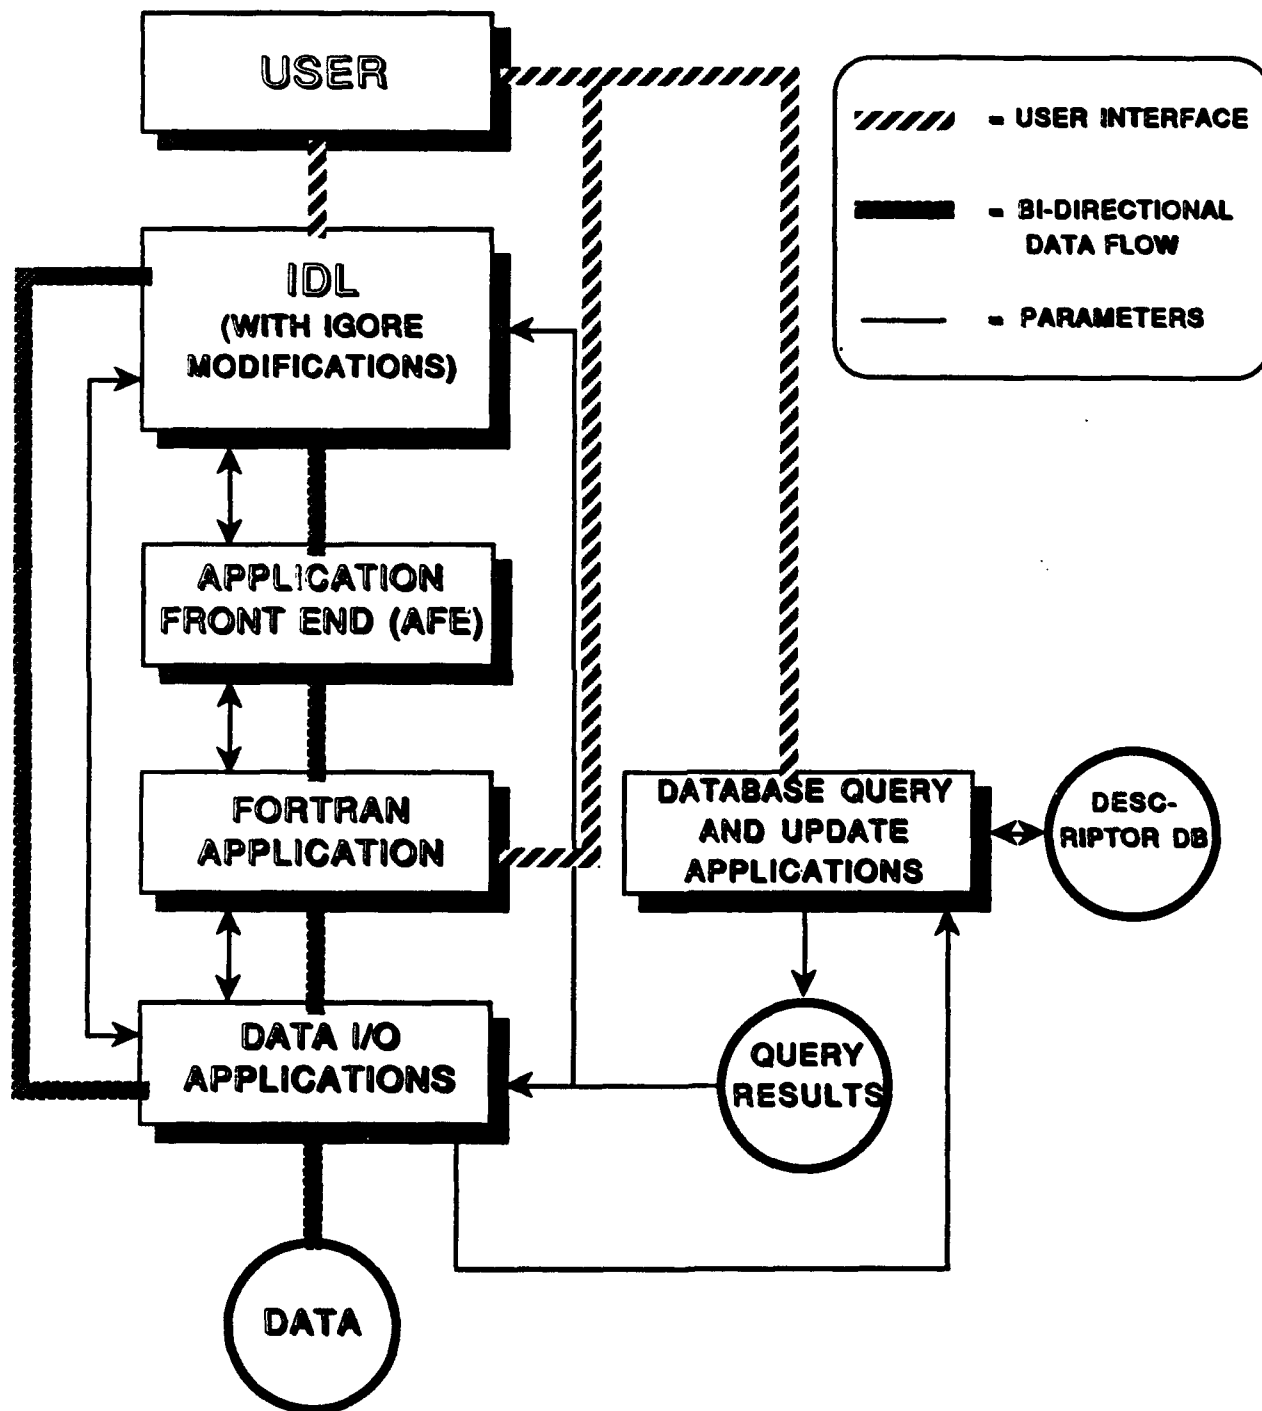 USER
= USER INTERFACE
= BI-DIRECTIONAL
DATA FLOW
= PARAMETERS
IDL
(WITH IGORE
MODIFICATIONS)
APPLICATION
FRONT END (AFE)
FORTRAN
APPLICATION
DATABASE QUERY
AND UPDATE
APPLICATIONS
DESC-
RIPTOR DB
DATA I/O
APPLICATIONS
QUERY
RESULTS
DATA